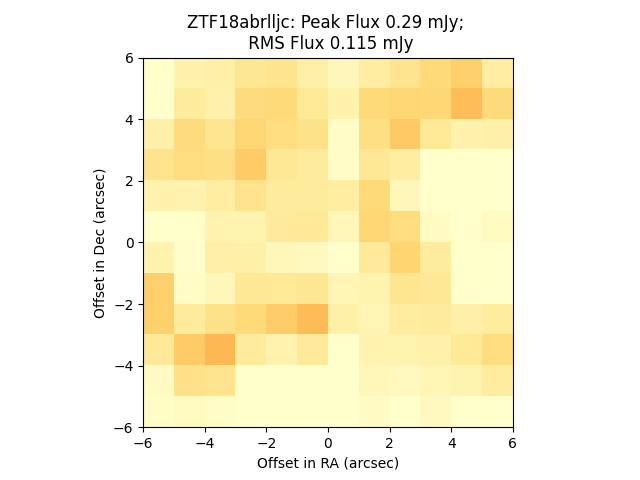 ZTF18abrlljc: Peak Flux 0.29 mJy;
RMS Flux 0.115 mJy
6
4
2
0
−2
−4
−6
Offset in Dec (arcsec)
−6 −4 −2 0 2 4 6
Offset in RA (arcsec)